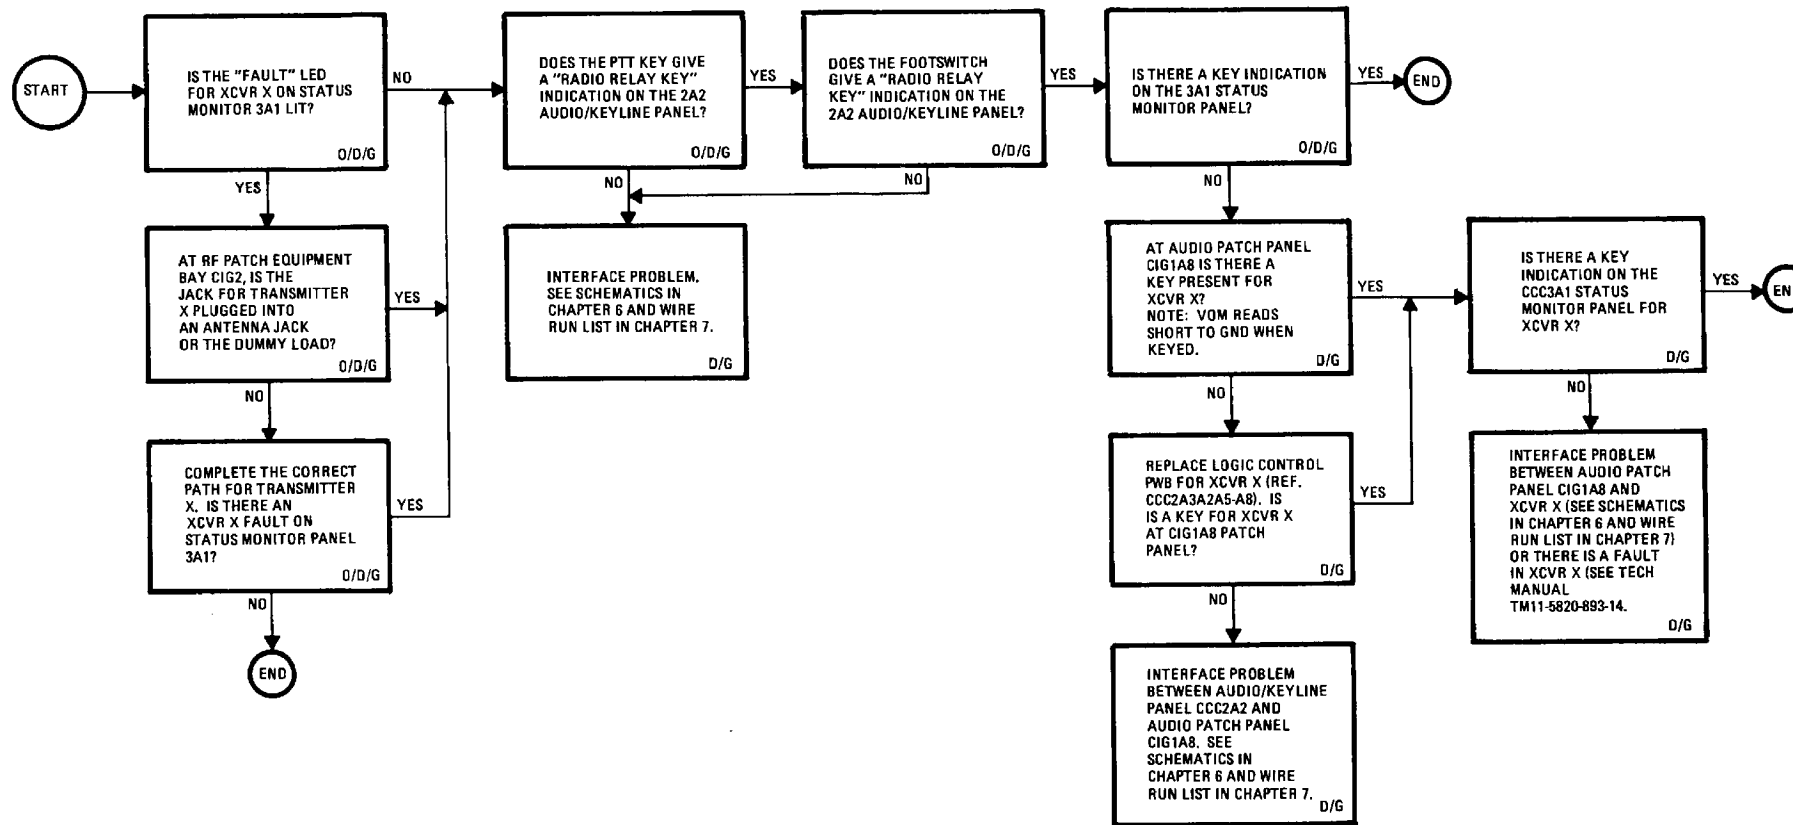 START
IS THE "FAULT" LED
FOR XCVR X ON STATUS
MONITOR 3A1 LIT?
O/D/G
NO
YES
AT RF PATCH EQUIPMENT
BAY CIG2, IS THE
JACK FOR TRANSMITTER
X PLUGGED INTO
AN ANTENNA JACK
OR THE DUMMY LOAD?
O/D/G
YES
NO
COMPLETE THE CORRECT
PATH FOR TRANSMITTER
X. IS THERE AN
XCVR X FAULT ON
STATUS MONITOR PANEL
3A1?
O/D/G
YES
NO
END
DOES THE PTT KEY GIVE
A "RADIO RELAY KEY"
INDICATION ON THE 2A2
AUDIO/KEYLINE PANEL?
O/D/G
YES
NO
INTERFACE PROBLEM.
SEE SCHEMATICS IN
CHAPTER 6 AND WIRE
RUN LIST IN CHAPTER 7.
D/G
DOES THE FOOTSWITCH
GIVE A "RADIO RELAY
KEY" INDICATION ON THE
2A2 AUDIO/KEYLINE PANEL?
O/D/G
YES
NO
IS THERE A KEY INDICATION
ON THE 3A1 STATUS
MONITOR PANEL?
O/D/G
YES
END
NO
AT AUDIO PATCH PANEL
CIG1A8 IS THERE A
KEY PRESENT FOR
XCVR X?
NOTE: VOM READS
SHORT TO GND WHEN
KEYED.
D/G
YES
NO
REPLACE LOGIC CONTROL
PWB FOR XCVR X (REF.
CCC2A3A2A5-A8). IS
IS A KEY FOR XCVR X
AT CIG1A8 PATCH
PANEL?
D/G
YES
NO
INTERFACE PROBLEM
BETWEEN AUDIO/KEYLINE
PANEL CCC2A2 AND
AUDIO PATCH PANEL
CIG1A8. SEE
SCHEMATICS IN
CHAPTER 6 AND WIRE
RUN LIST IN CHAPTER 7.
D/G
IS THERE A KEY
INDICATION ON THE
CCC3A1 STATUS
MONITOR PANEL FOR
XCVR X?
D/G
YES
EN
NO
INTERFACE PROBLEM
BETWEEN AUDIO PATCH
PANEL CIG1A8 AND
XCVR X (SEE SCHEMATICS
IN CHAPTER 6 AND WIRE
RUN LIST IN CHAPTER 7)
OR THERE IS A FAULT
IN XCVR X (SEE TECH
MANUAL
TM11-5820-893-14.
D/G